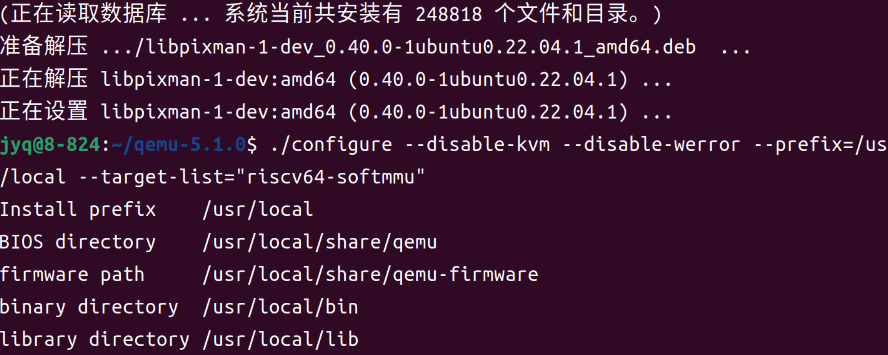 (正在读取数据库 ... 系统当前共安装有 248818 个文件和目录。)
准备解压 .../libpixman-1-dev_0.40.0-1ubuntu0.22.04.1_amd64.deb  ...
正在解压 libpixman-1-dev:amd64 (0.40.0-1ubuntu0.22.04.1) ...
正在设置 libpixman-1-dev:amd64 (0.40.0-1ubuntu0.22.04.1) ...
jyq@8-824:~/qemu-5.1.0$ ./configure --disable-kvm --disable-werror --prefix=/us
/local --target-list="riscv64-softmmu"
Install prefix    /usr/local
BIOS directory    /usr/local/share/qemu
firmware path     /usr/local/share/qemu-firmware
binary directory  /usr/local/bin
library directory /usr/local/lib